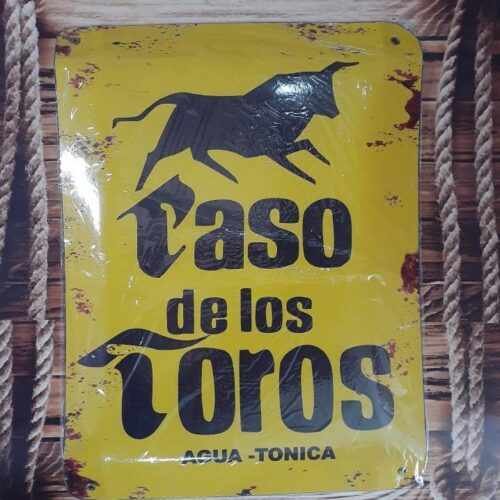 Paso
de los
Toros
AGUA -TONICA